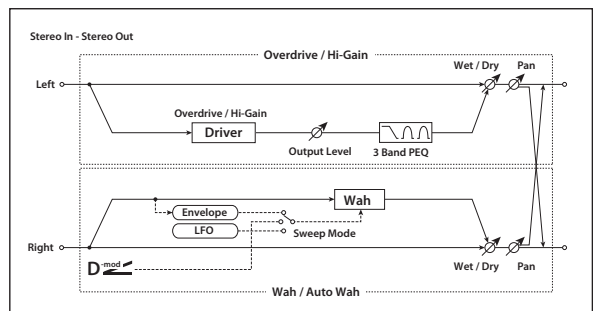 Stereo In - Stereo Out
Overdrive / Hi-Gain
Wet / Dry Pan
Left
Overdrive / Hi-Gain
Driver
Output Level
3 Band PEQ
Wah
Envelope
LFO
Sweep Mode
Right
D-mod
Wet / Dry Pan
Wah / Auto Wah